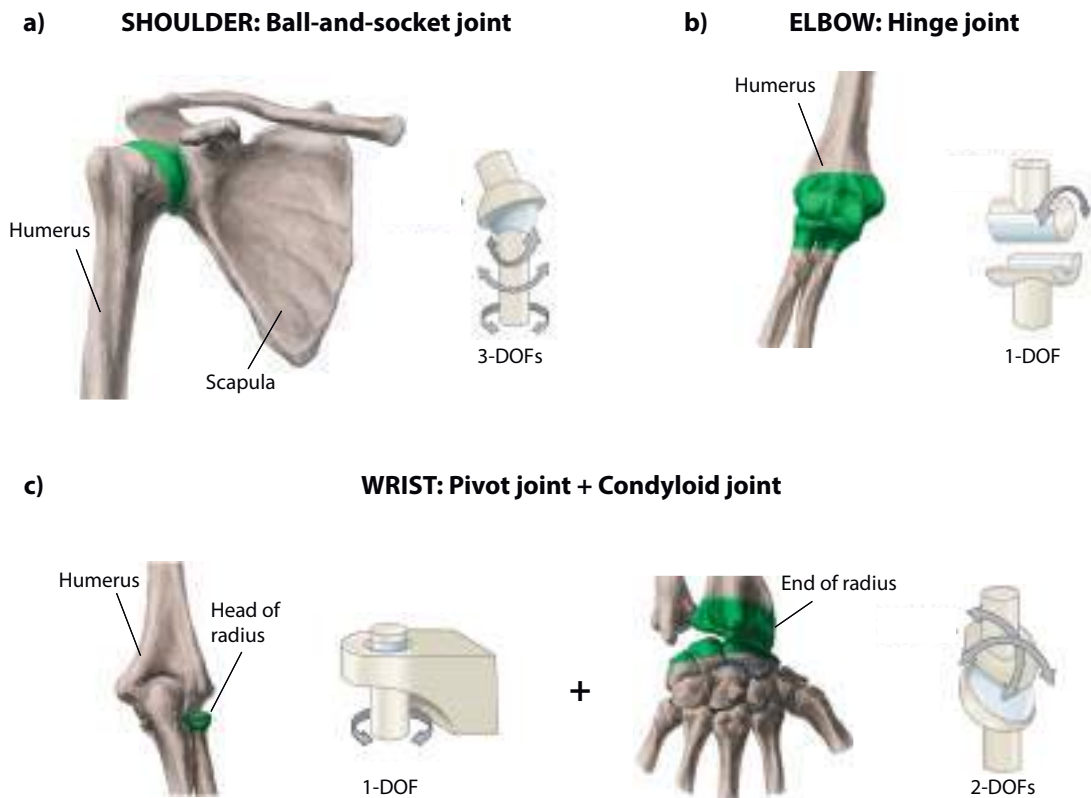 a) SHOULDER: Ball-and-socket joint
Humerus
Scapula
3-DOFs
b) ELBOW: Hinge joint
Humerus
1-DOF
c) WRIST: Pivot joint + Condyloid joint
Humerus
Head of
radius
1-DOF
+
End of radius
2-DOFs